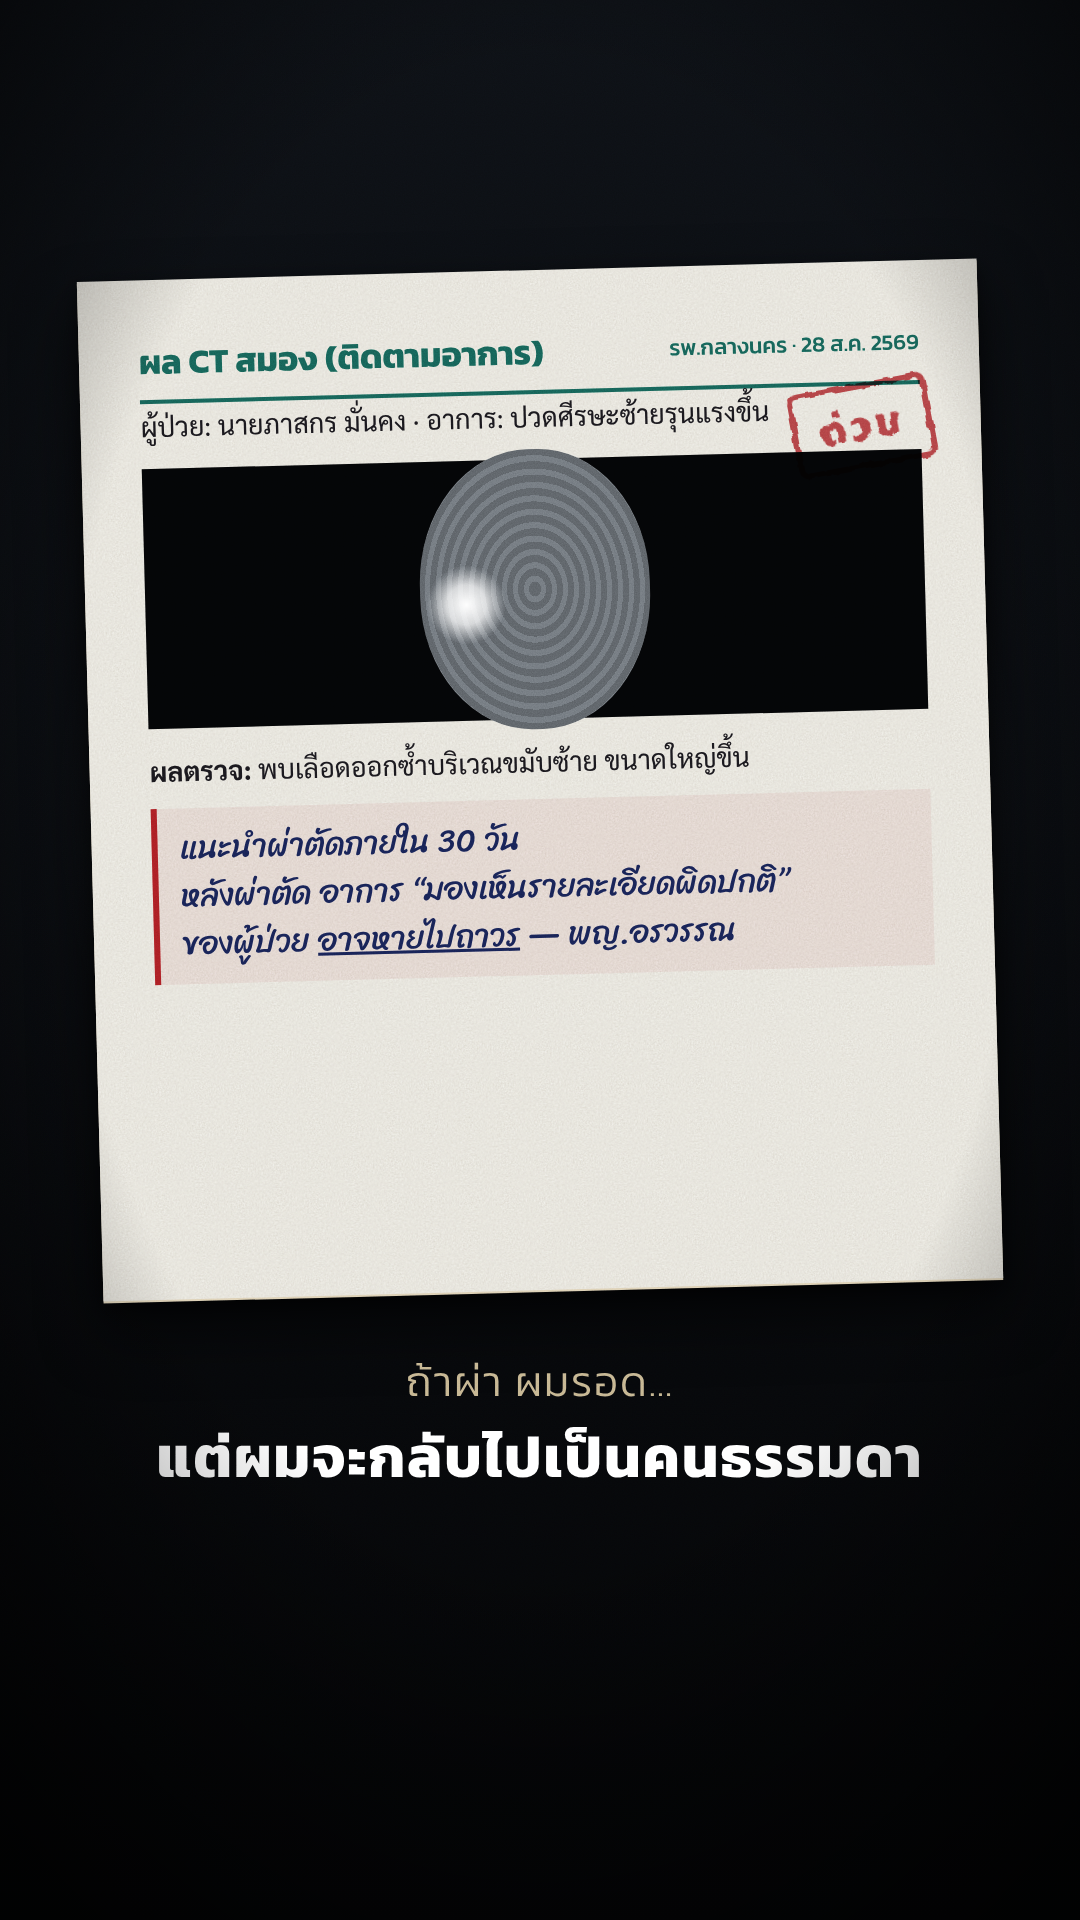 ผล CT สมอง (ติดตามอาการ)
รพ.กลางนคร · 28 ส.ค. 2569
ผู้ป่วย: นายภาสกร มั่นคง · อาการ: ปวดศีรษะซ้ายรุนแรงขึ้น
ด่วน
ผลตรวจ: พบเลือดออกซ้ำบริเวณขมับซ้าย ขนาดใหญ่ขึ้น
แนะนำผ่าตัดภายใน 30 วัน
หลังผ่าตัด อาการ “มองเห็นรายละเอียดผิดปกติ”
ของผู้ป่วย อาจหายไปถาวร — พญ.อรวรรณ
ถ้าผ่า ผมรอด...
แต่ผมจะกลับไปเป็นคนธรรมดา